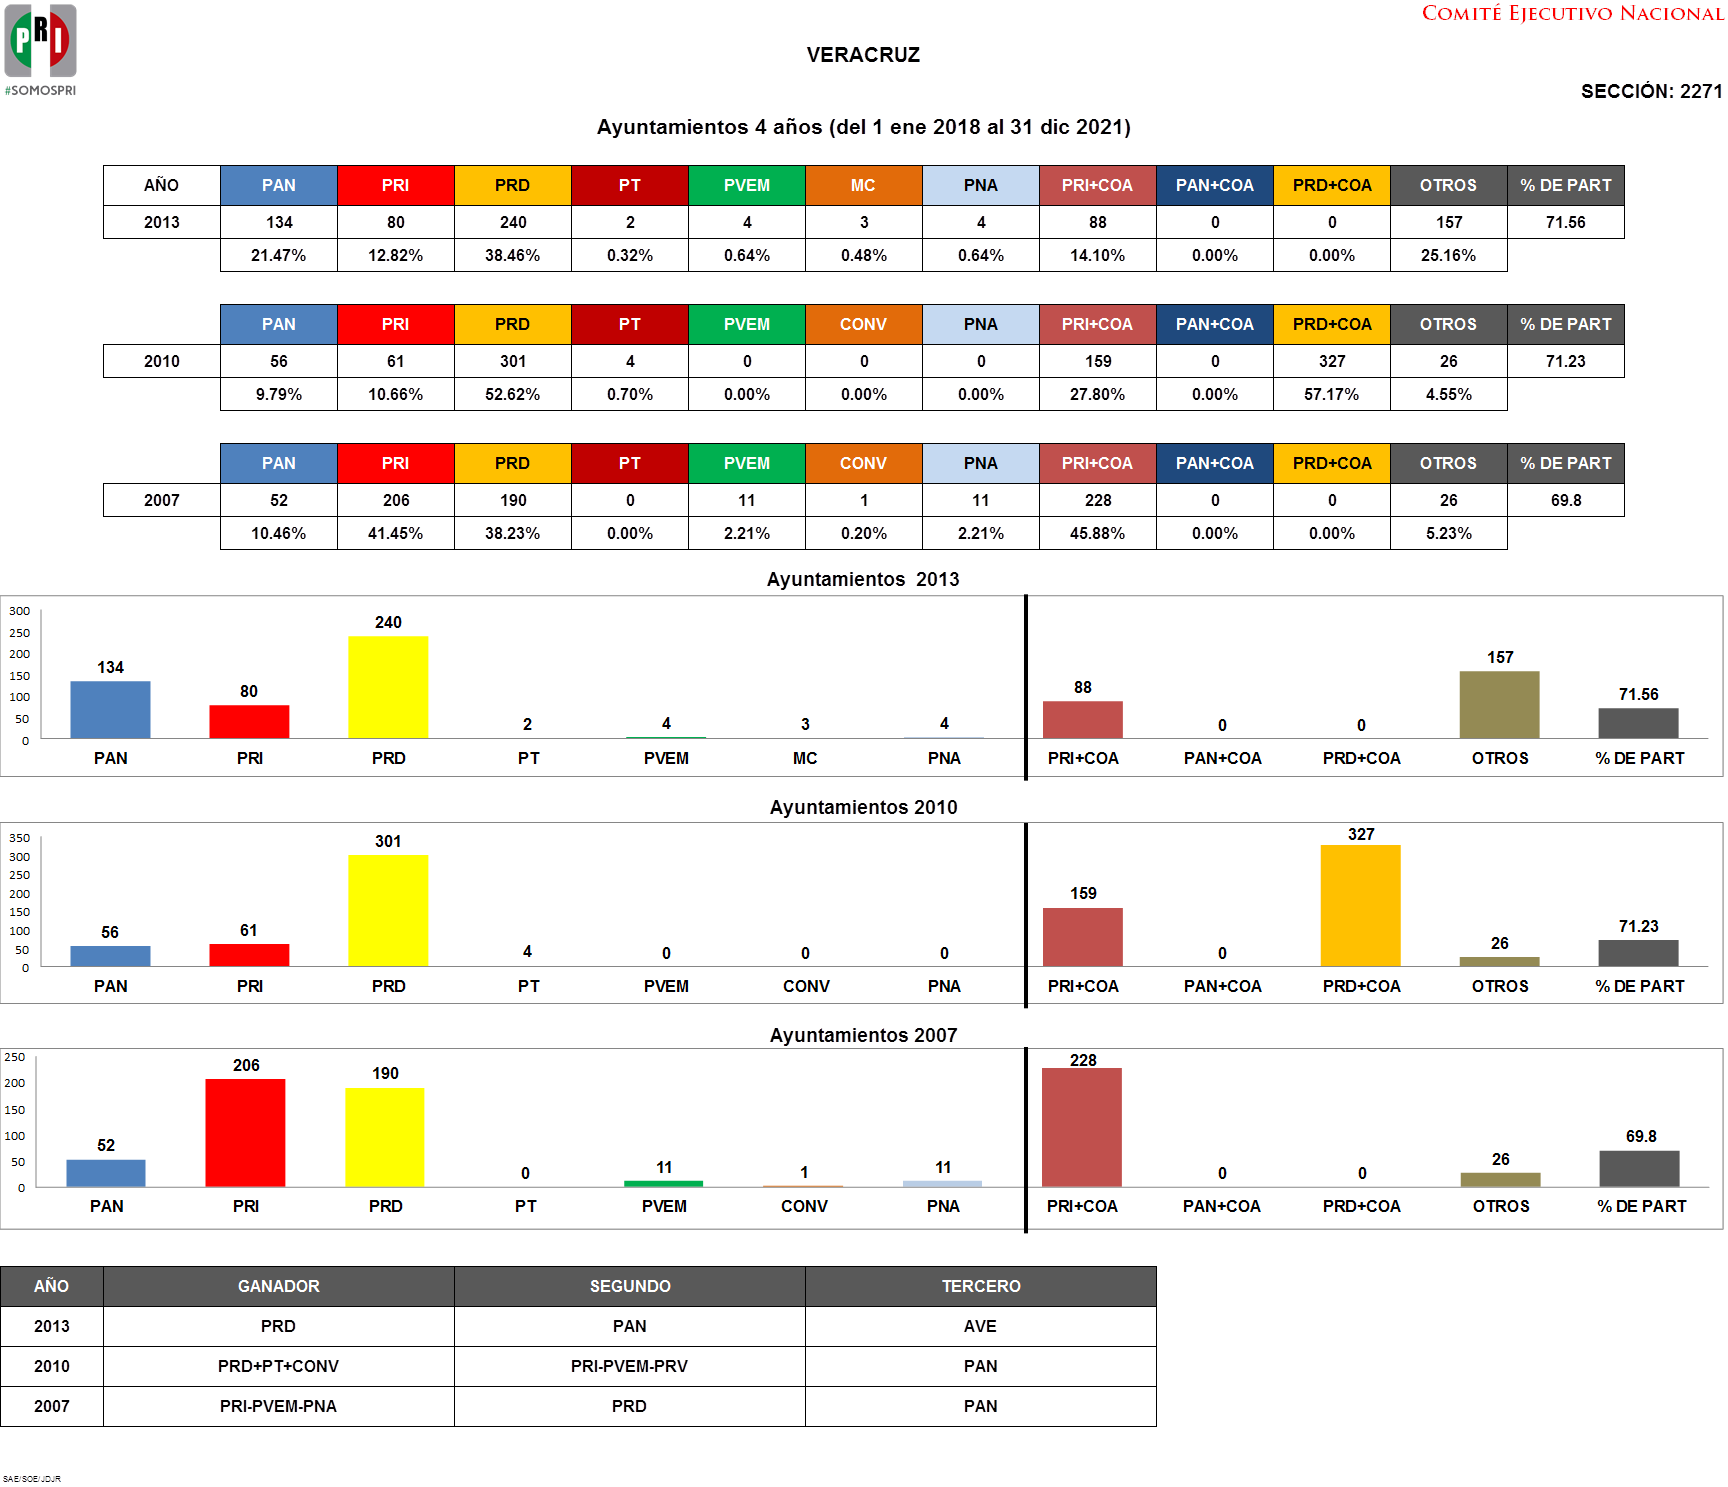 PRI
#SOMOSPRI
COMITÉ EJECUTIVO NACIONAL
VERACRUZ
SECCIÓN: 2271
Ayuntamientos 4 años (del 1 ene 2018 al 31 dic 2021)
AÑO PAN PRI PRD PT PVEM MC PNA PRI+COA PAN+COA PRD+COA OTROS % DE PART
2013 134 80 240 2 4 3 4 88 0 0 157 71.56
21.47% 12.82% 38.46% 0.32% 0.64% 0.48% 0.64% 14.10% 0.00% 0.00% 25.16%
PAN PRI PRD PT PVEM CONV PNA PRI+COA PAN+COA PRD+COA OTROS % DE PART
2010 56 61 301 4 0 0 0 159 0 327 26 71.23
9.79% 10.66% 52.62% 0.70% 0.00% 0.00% 0.00% 27.80% 0.00% 57.17% 4.55%
PAN PRI PRD PT PVEM CONV PNA PRI+COA PAN+COA PRD+COA OTROS % DE PART
2007 52 206 190 0 11 1 11 228 0 0 26 69.8
10.46% 41.45% 38.23% 0.00% 2.21% 0.20% 2.21% 45.88% 0.00% 0.00% 5.23%
Ayuntamientos 2013
300
250
200
150
100
50
0
134 80 240 2 4 3 4 88 0 0 157 71.56
PAN PRI PRD PT PVEM MC PNA PRI+COA PAN+COA PRD+COA OTROS % DE PART
Ayuntamientos 2010
350
300
250
200
150
100
50
0
56 61 301 4 0 0 0 159 0 327 26 71.23
PAN PRI PRD PT PVEM CONV PNA PRI+COA PAN+COA PRD+COA OTROS % DE PART
Ayuntamientos 2007
250
200
150
100
50
0
52 206 190 0 11 1 11 228 0 0 26 69.8
PAN PRI PRD PT PVEM CONV PNA PRI+COA PAN+COA PRD+COA OTROS % DE PART
AÑO GANADOR SEGUNDO TERCERO
2013 PRD PAN AVE
2010 PRD+PT+CONV PRI-PVEM-PRV PAN
2007 PRI-PVEM-PNA PRD PAN
SAE/SOE/JDJR